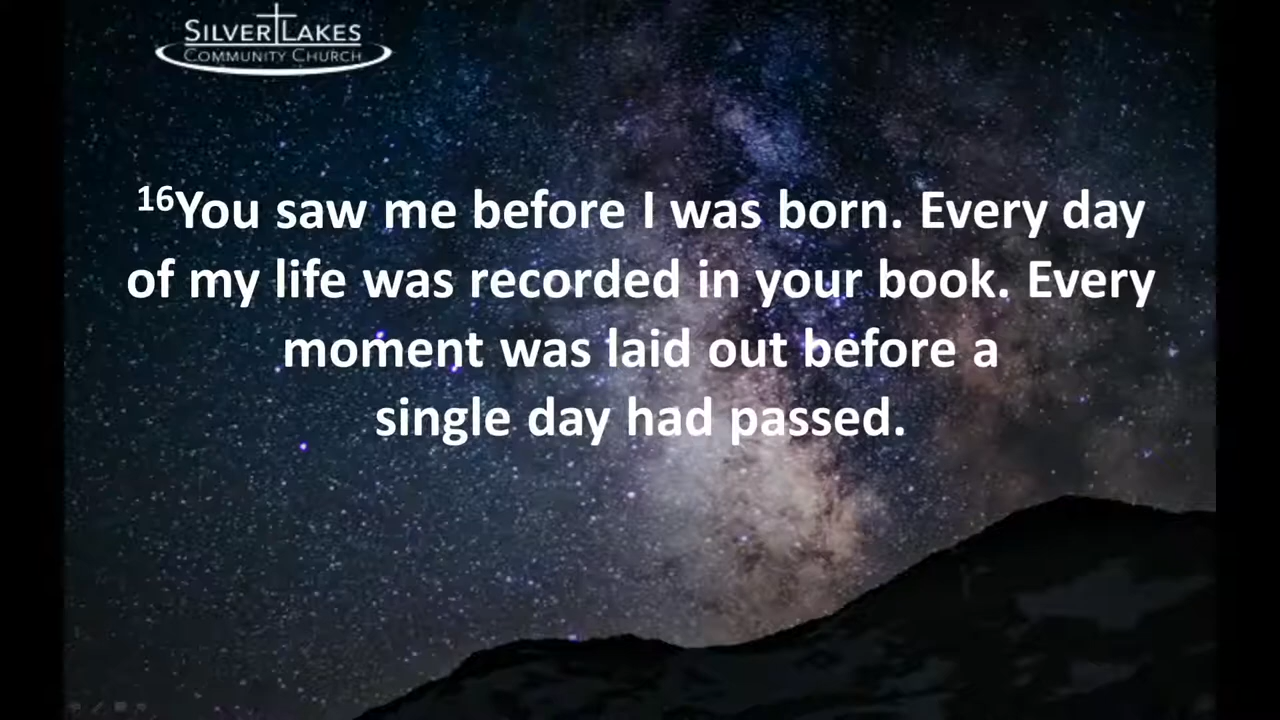 SILVER LAKES
COMMUNITY CHURCH
16You saw me before I was born. Every day
of my life was recorded in your book. Every
moment was laid out before a
single day had passed.